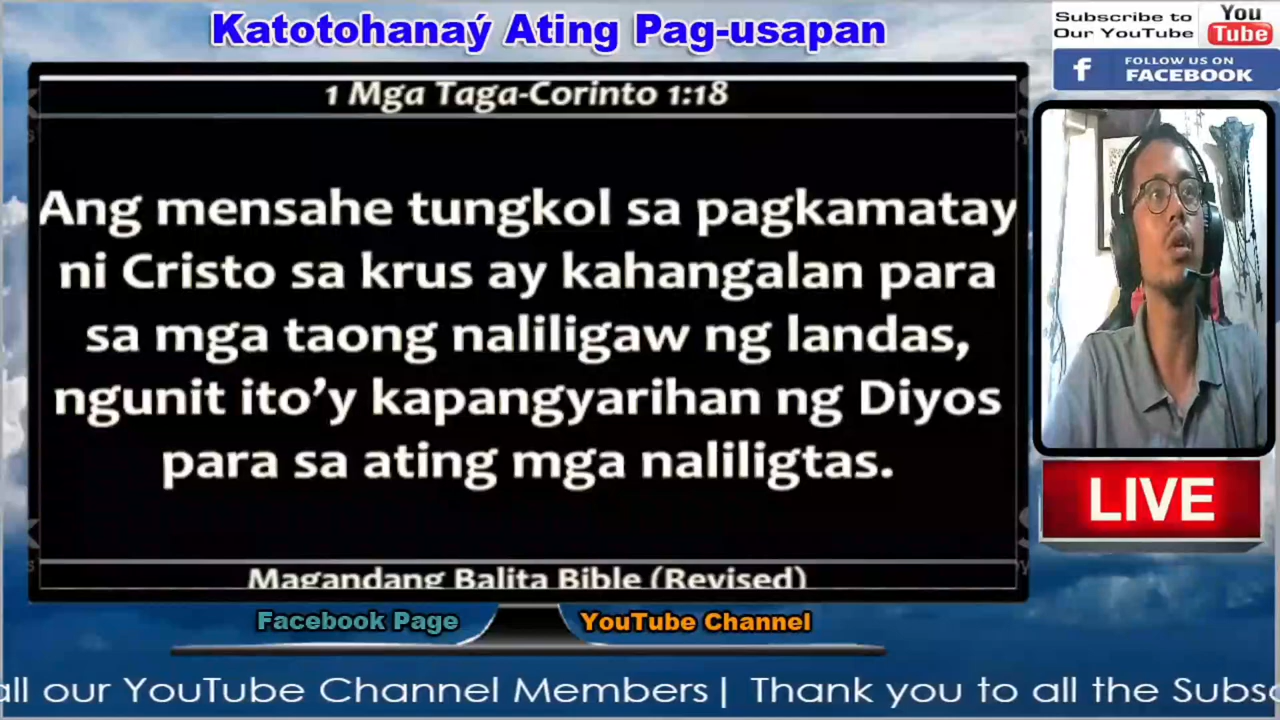 Katotohanaý Ating Pag-usapan
Subscribe to
Our YouTube
You
Tube
f
FOLLOW US ON
FACEBOOK
1 Mga Taga-Corinto 1:18
Ang mensahe tungkol sa pagkamatay
ni Cristo sa krus ay kahangalan para
sa mga taong naliligaw ng landas,
ngunit ito’y kapangyarihan ng Diyos
para sa ating mga naliligtas.
Magandang Balita Bible (Revised)
LIVE
Facebook Page
YouTube Channel
all our YouTube Channel Members| Thank you to all the Subs